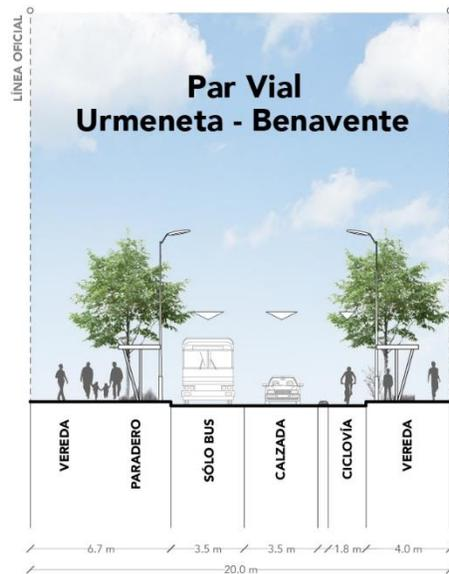 LÍNEA OFICIAL
Par Vial
Urmeneta - Benavente
VEREDA
PARADERO
SÓLO BUS
CALZADA
CICLOVÍA
VEREDA
6.7 m
3.5 m
3.5 m
1.8 m
4.0 m
20.0 m